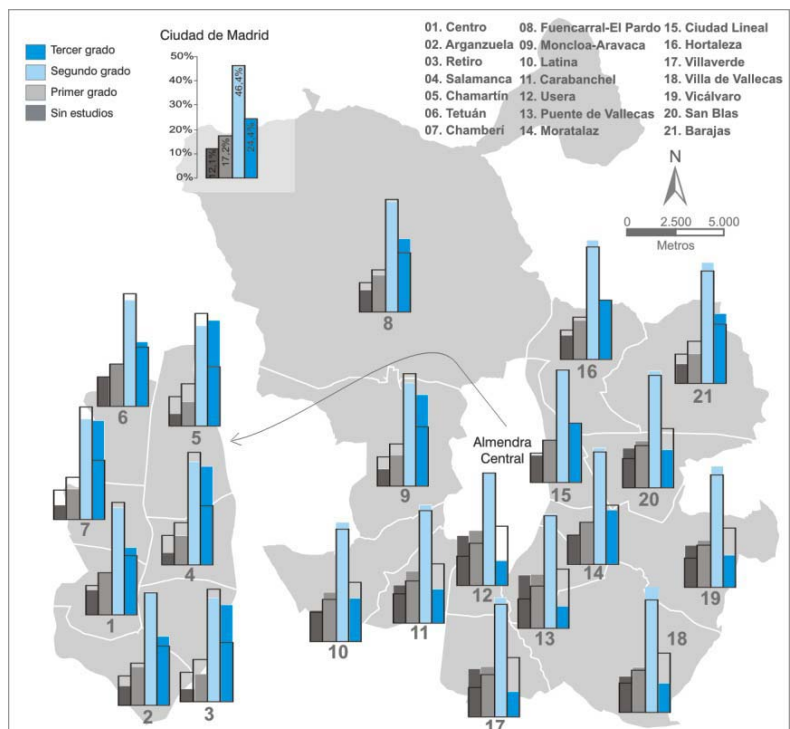 Ciudad de Madrid
50%
40%
30%
20%
10%
0%
12,1%
17,2%
46,4%
24,4%
Tercer grado
Segundo grado
Primer grado
Sin estudios
01. Centro
02. Arganzuela
03. Retiro
04. Salamanca
05. Chamartín
06. Tetuán
07. Chamberí
08. Fuencarral-El Pardo
09. Moncloa-Aravaca
10. Latina
11. Carabanchel
12. Usera
13. Puente de Vallecas
14. Moratalaz
15. Ciudad Lineal
16. Hortaleza
17. Villaverde
18. Villa de Vallecas
19. Vicálvaro
20. San Blas
21. Barajas
N
0 2.500 5.000
Metros
8
16
21
6
5
Almendra
Central
9
15
20
7
4
14
12
19
1
11
13
10
18
2
3
17